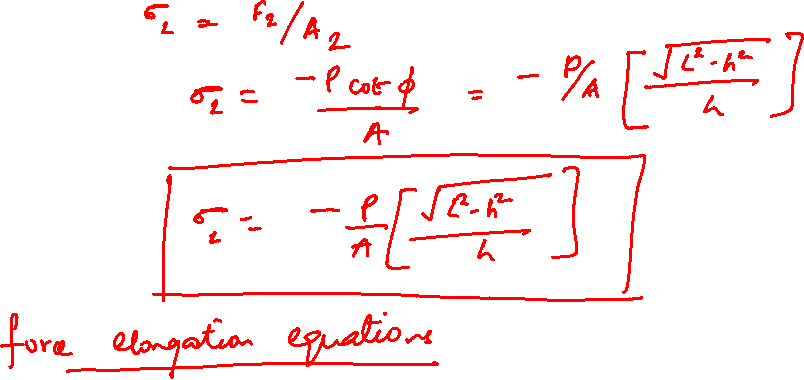 σ₂ = F₂/A₂
σ₂ = -P cot φ / A = - P/A [ √(L²-h²) / h ]
σ₂ = - P/A [ √(L²-h²) / h ]
force elongation equations